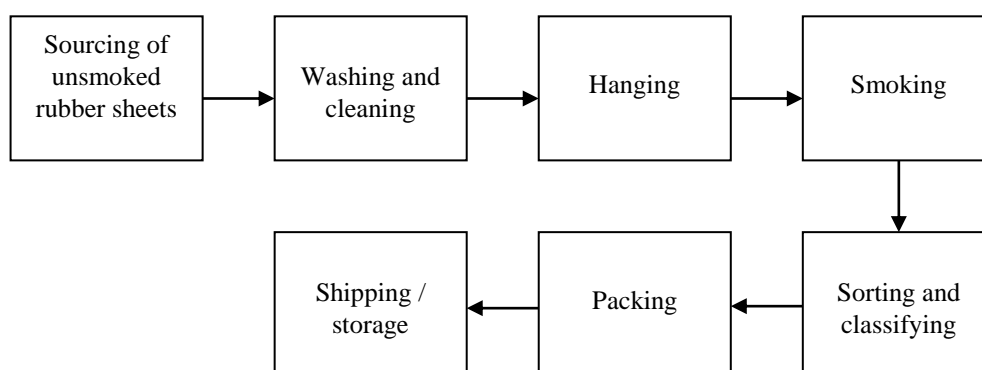 Sourcing of
unsmoked
rubber sheets
Washing and
cleaning
Hanging
Smoking
Sorting and
classifying
Packing
Shipping /
storage